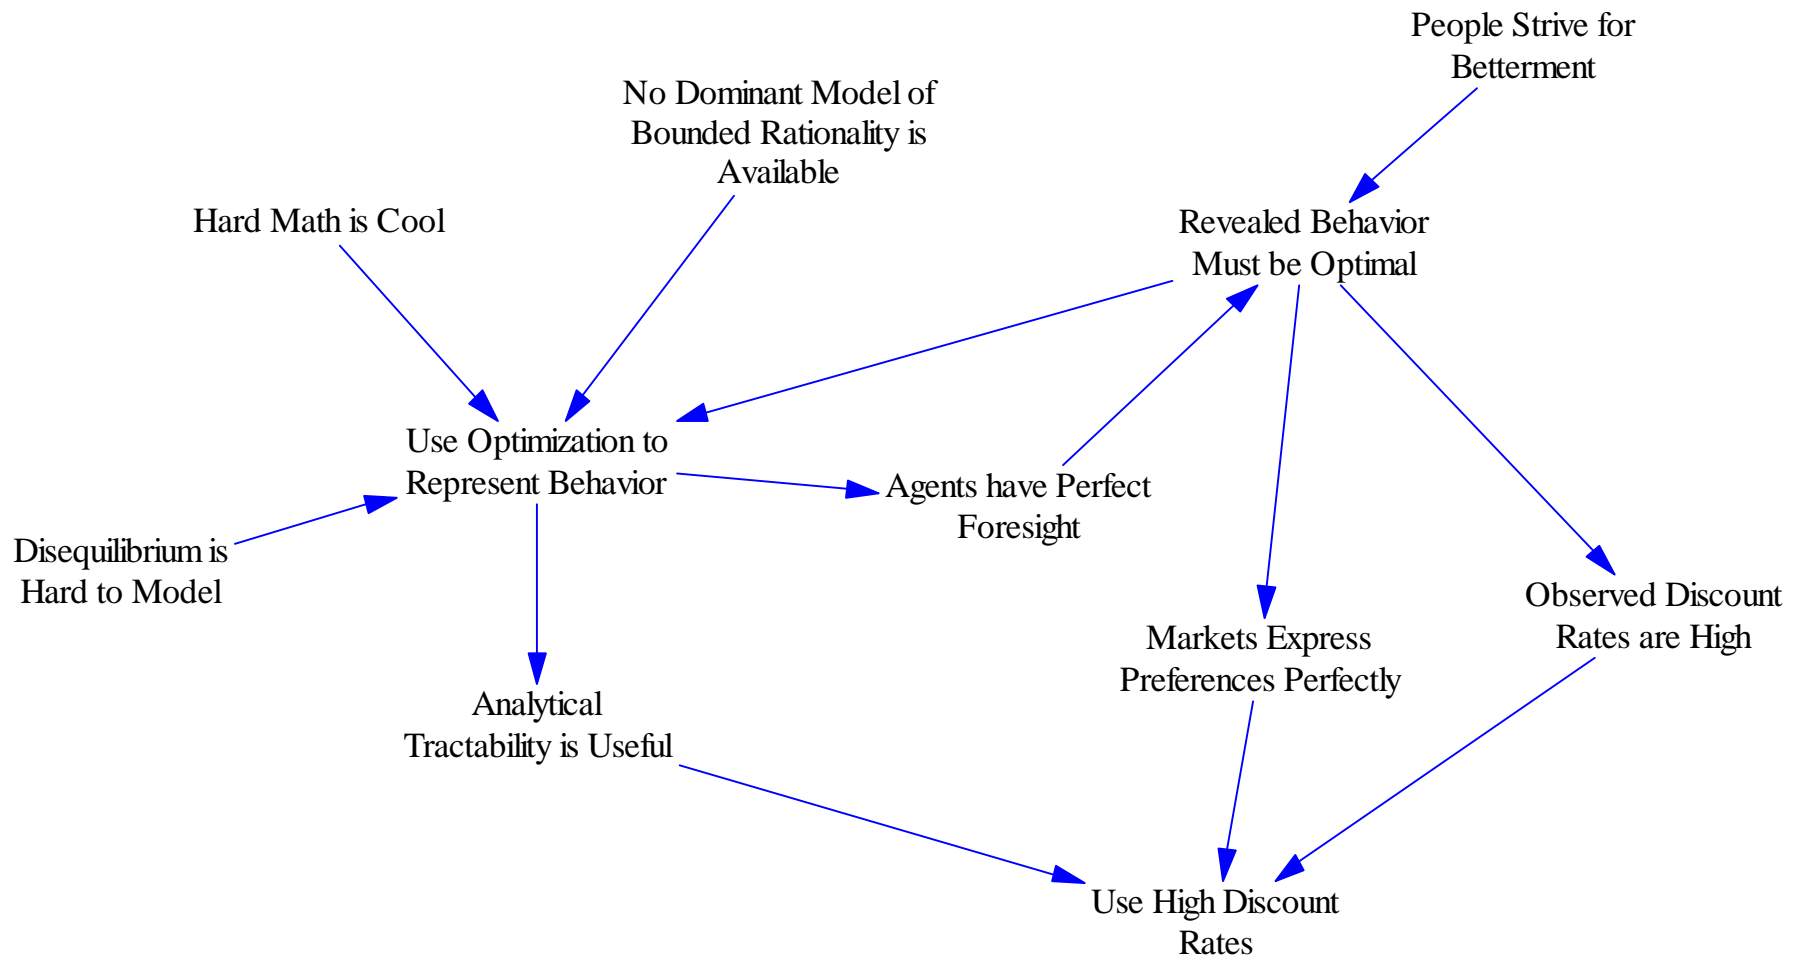 People Strive for
Betterment
No Dominant Model of
Bounded Rationality is
Available
Hard Math is Cool
Revealed Behavior
Must be Optimal
Use Optimization to
Represent Behavior
Agents have Perfect
Foresight
Disequilibrium is
Hard to Model
Observed Discount
Rates are High
Markets Express
Preferences Perfectly
Analytical
Tractability is Useful
Use High Discount
Rates